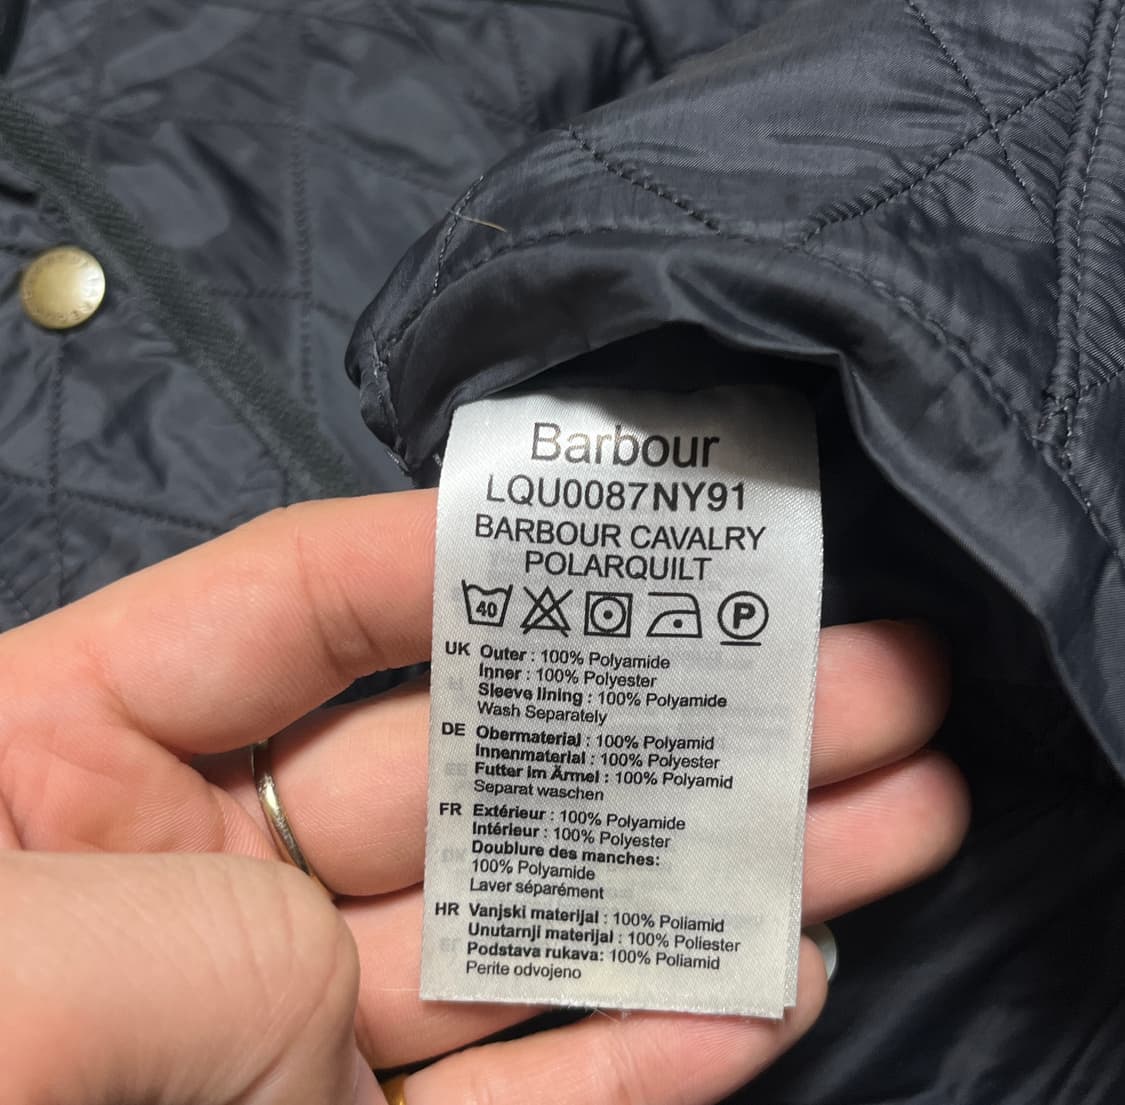 Barbour
LQU0087NY91
BARBOUR CAVALRY
POLARQUILT
40 P
UK Outer : 100% Polyamide
Inner : 100% Polyester
Sleeve lining : 100% Polyamide
Wash Separately
DE Obermaterial : 100% Polyamid
Innenmaterial : 100% Polyester
Futter im Ärmel : 100% Polyamid
Separat waschen
FR Extérieur : 100% Polyamide
Intérieur : 100% Polyester
Doublure des manches:
100% Polyamide
Laver séparément
HR Vanjski materijal : 100% Poliamid
Unutarnji materijal : 100% Poliester
Podstava rukava: 100% Poliamid
Perite odvojeno